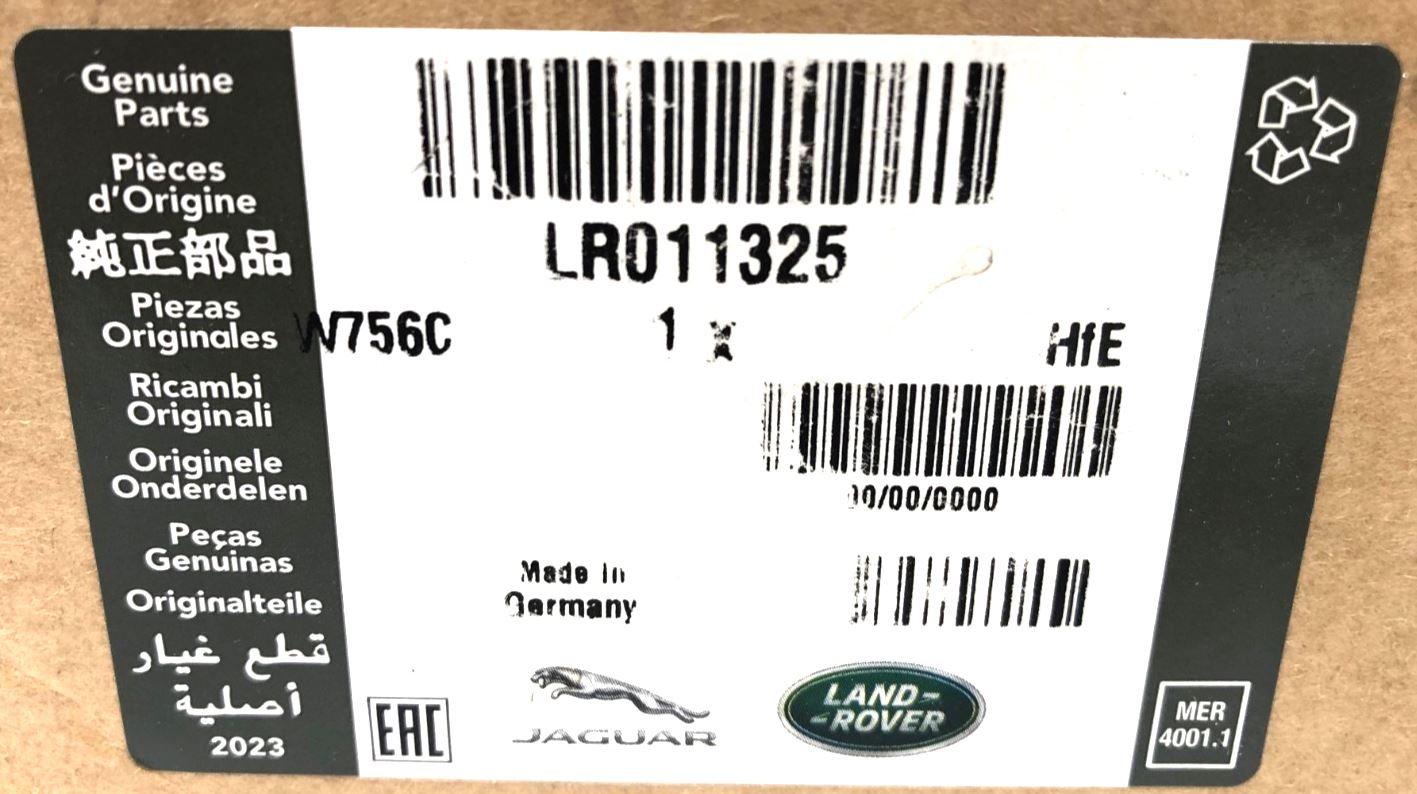 Genuine
Parts
Pièces
d'Origine
純正部品
Piezas
Originales
Ricambi
Originali
Originele
Onderdelen
Peças
Genuinas
Originalteile
قطع غيار
أصلية
2023
LR011325
W756C 1 x HfE
00/00/0000
Made in
Germany
EAC
JAGUAR
LAND-
-ROVER
MER
4001.1